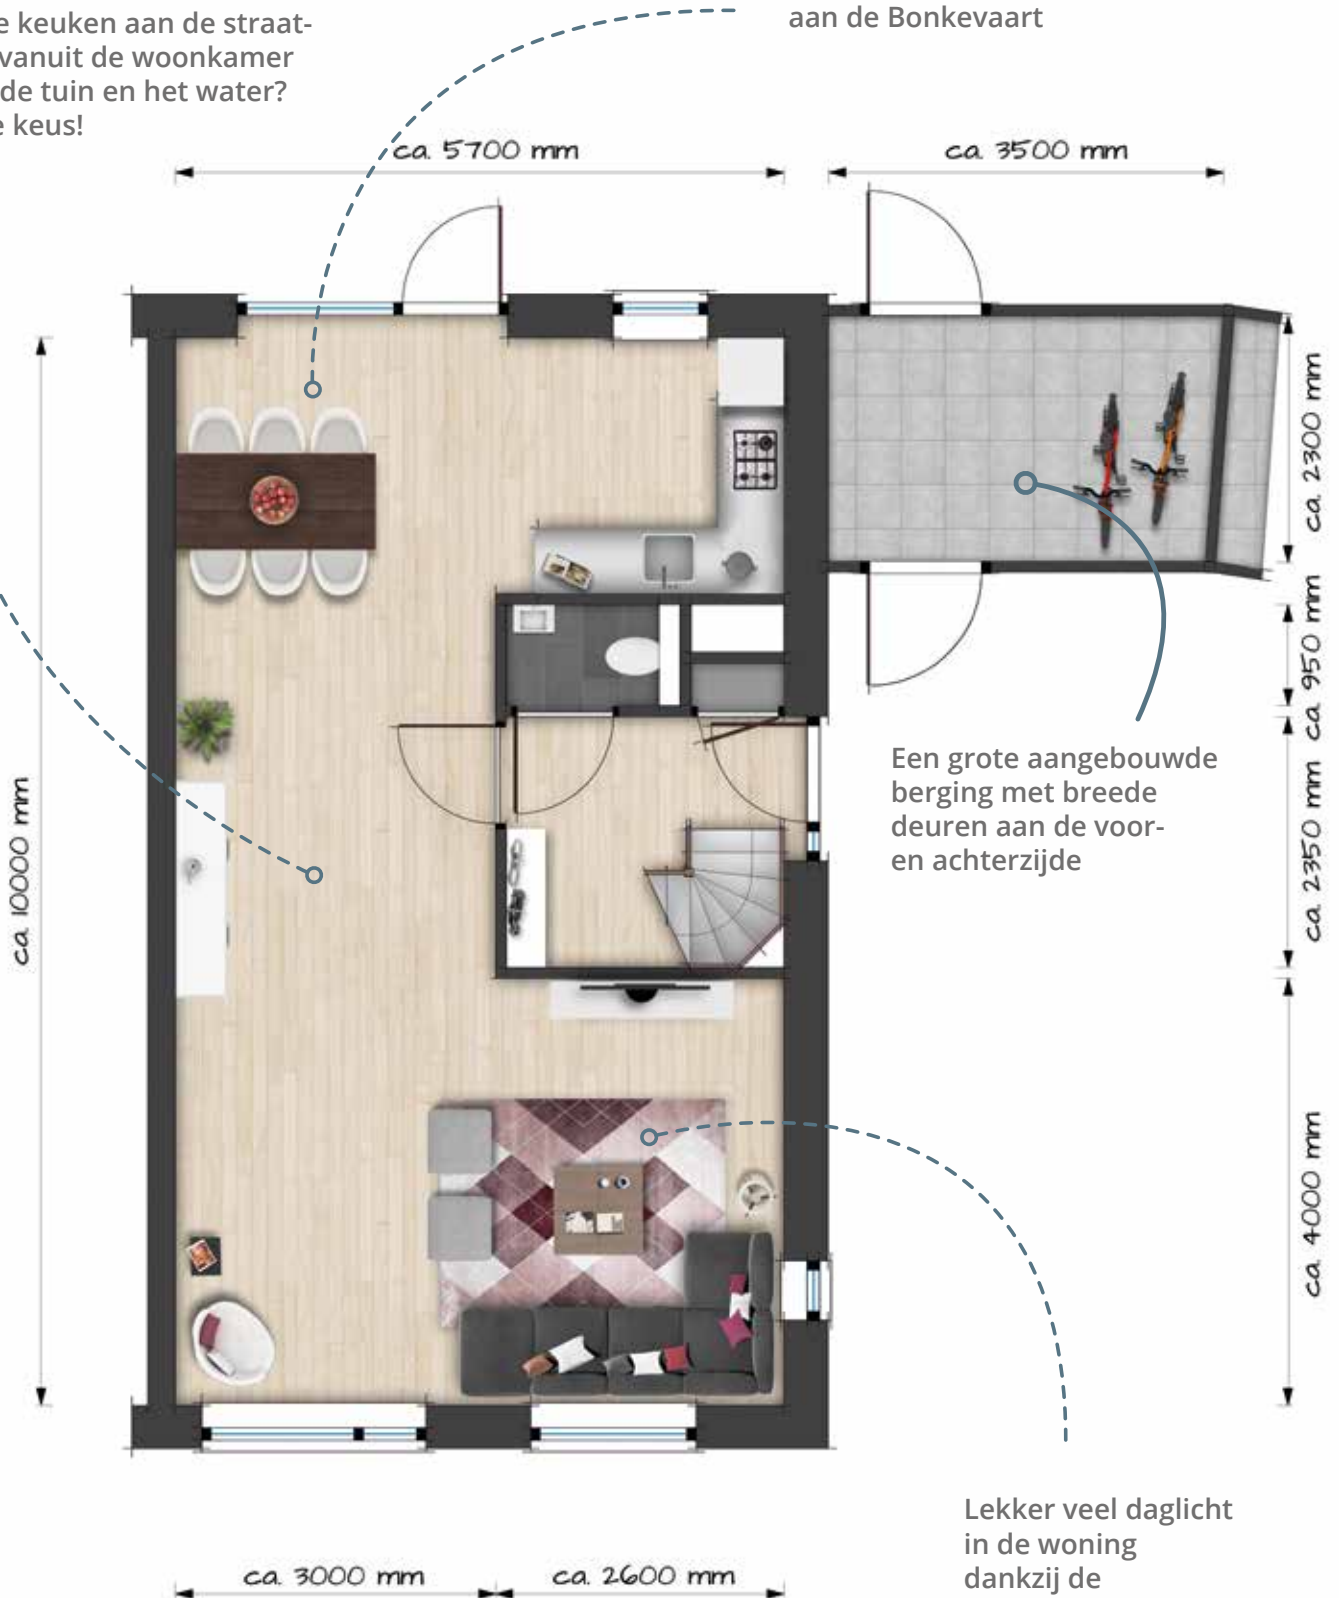 e keuken aan de straat-
vanuit de woonkamer
de tuin en het water?
e keus!
aan de Bonkevaart
ca. 5700 mm
ca. 3500 mm
ca. 2300 mm
ca. 950 mm
ca. 2350 mm
ca. 4000 mm
ca. 10000 mm
Een grote aangebouwde
berging met breede
deuren aan de voor-
en achterzijde
Lekker veel daglicht
in de woning
dankzij de
ca. 3000 mm
ca. 2600 mm